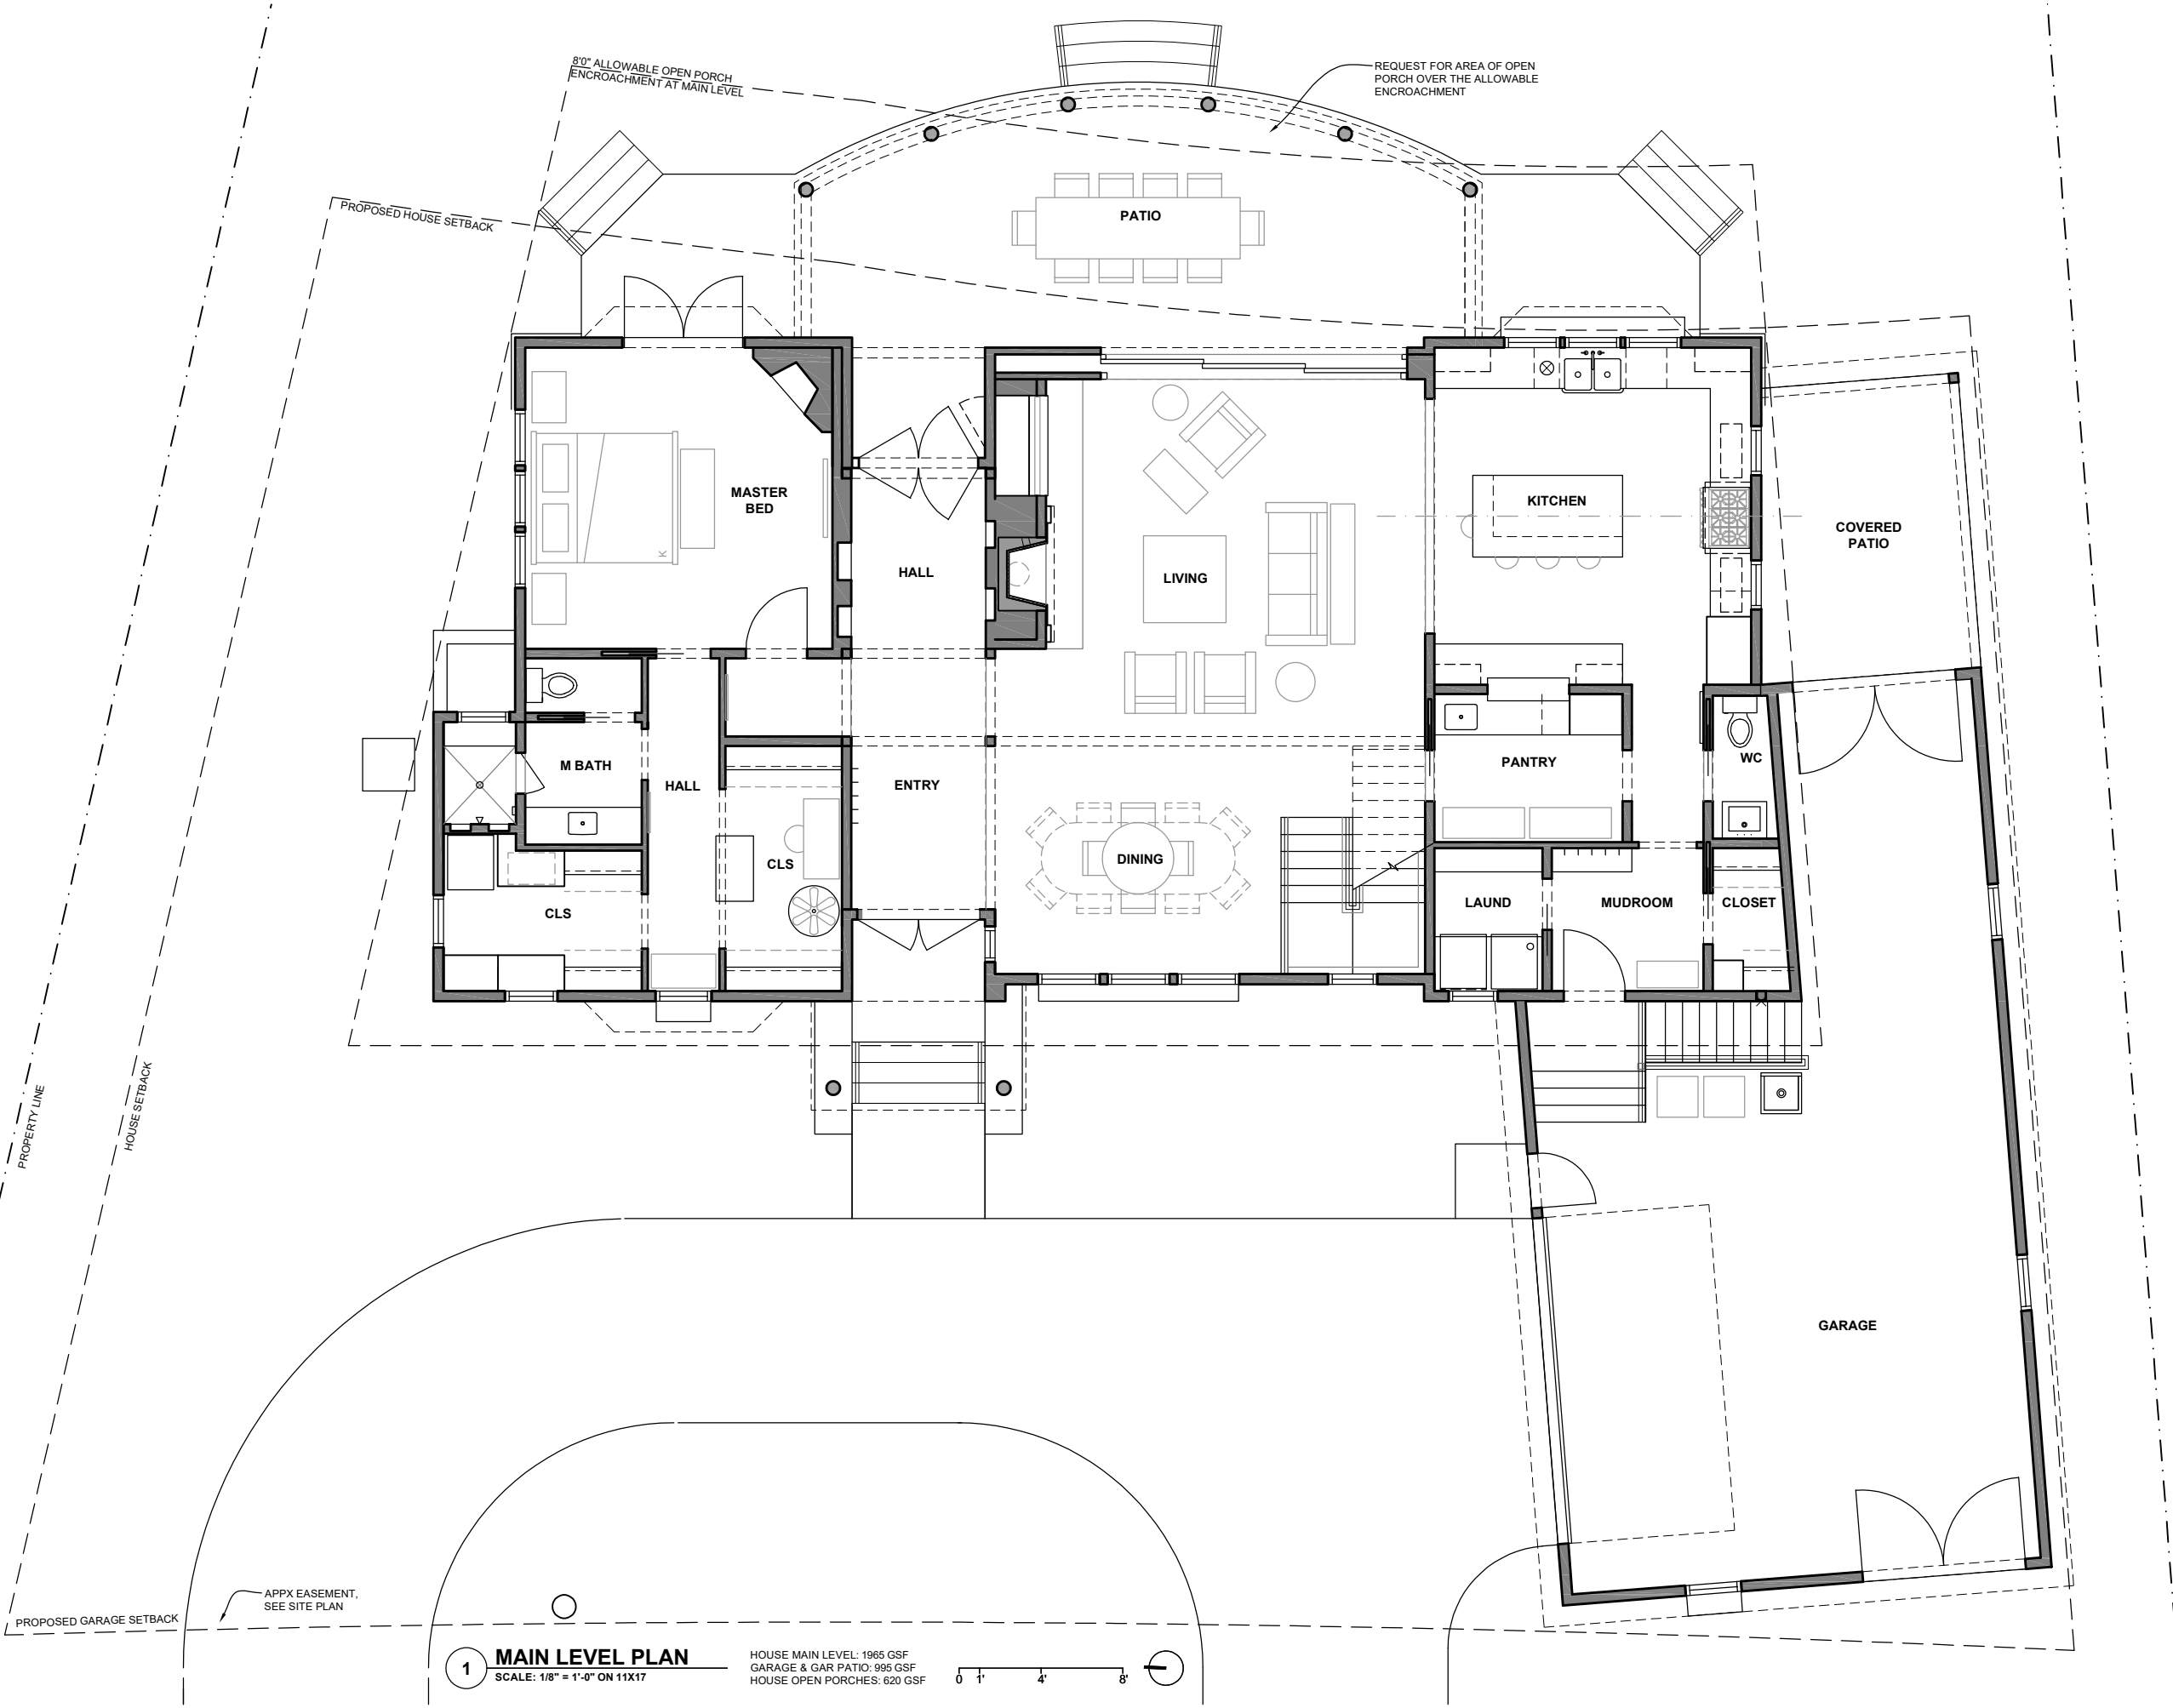 8'0" ALLOWABLE OPEN PORCH
ENCROACHMENT AT MAIN LEVEL
REQUEST FOR AREA OF OPEN
PORCH OVER THE ALLOWABLE
ENCROACHMENT
PROPOSED HOUSE SETBACK
PATIO
MASTER
BED
K
HALL
LIVING
KITCHEN
COVERED
PATIO
M BATH
HALL
ENTRY
PANTRY
WC
CLS
DINING
CLS
LAUND
MUDROOM
CLOSET
PROPERTY LINE
HOUSE SETBACK
GARAGE
APPX EASEMENT,
SEE SITE PLAN
PROPOSED GARAGE SETBACK
1
MAIN LEVEL PLAN
SCALE: 1/8" = 1'-0" ON 11X17
HOUSE MAIN LEVEL: 1965 GSF
GARAGE & GAR PATIO: 995 GSF
HOUSE OPEN PORCHES: 620 GSF
0 1' 4' 8'